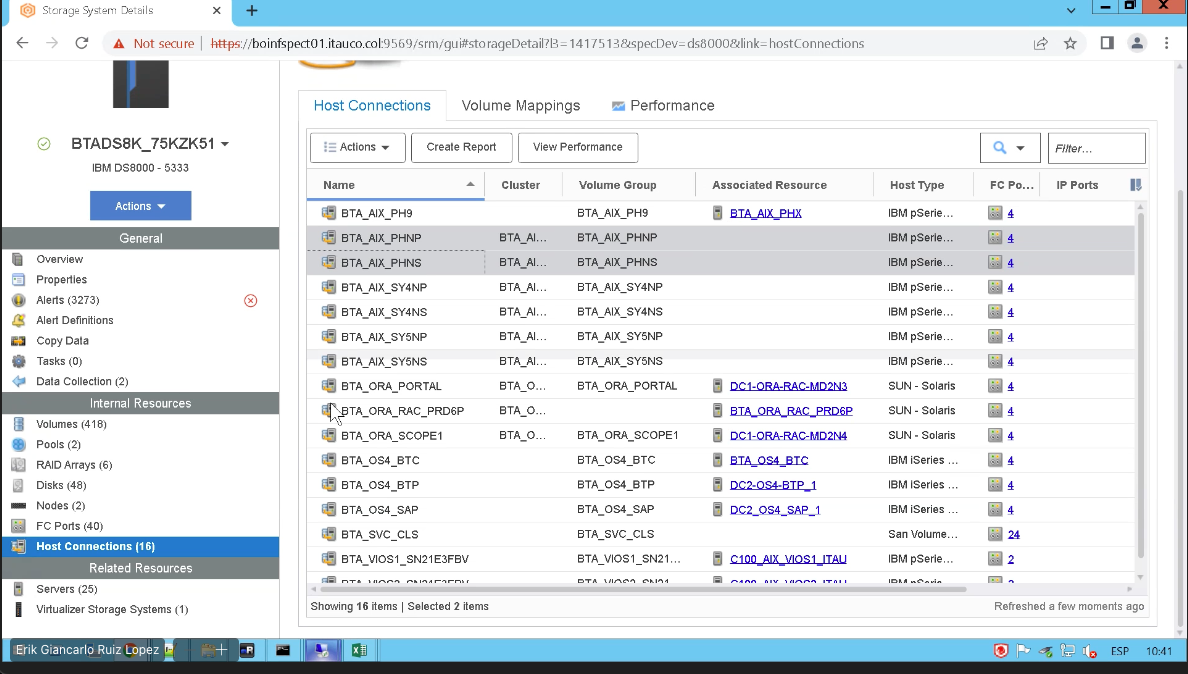 Storage System Details
Not secure | https://boinfspect01.itauco.col:9569/srm/gui#storageDetail?l3=1417513&specDev=ds8000&link=hostConnections
BTADS8K_75KZK51
IBM DS8000 - 5333
Actions
General
Overview
Properties
Alerts (3273)
Alert Definitions
Copy Data
Tasks (0)
Data Collection (2)
Internal Resources
Volumes (418)
Pools (2)
RAID Arrays (6)
Disks (48)
Nodes (2)
FC Ports (40)
Host Connections (16)
Related Resources
Servers (25)
Virtualizer Storage Systems (1)
Host Connections Volume Mappings Performance
Actions Create Report View Performance Filter...
Name Cluster Volume Group Associated Resource Host Type FC Po... IP Ports
BTA_AIX_PH9 BTA_AIX_PH9 BTA_AIX_PHX IBM pSerie... 4
BTA_AIX_PHNP BTA_AI... BTA_AIX_PHNP IBM pSerie... 4
BTA_AIX_PHNS BTA_AI... BTA_AIX_PHNS IBM pSerie... 4
BTA_AIX_SY4NP BTA_AI... BTA_AIX_SY4NP IBM pSerie... 4
BTA_AIX_SY4NS BTA_AI... BTA_AIX_SY4NS IBM pSerie... 4
BTA_AIX_SY5NP BTA_AI... BTA_AIX_SY5NP IBM pSerie... 4
BTA_AIX_SY5NS BTA_AI... BTA_AIX_SY5NS IBM pSerie... 4
BTA_ORA_PORTAL BTA_O... BTA_ORA_PORTAL DC1-ORA-RAC-MD2N3 SUN - Solaris 4
BTA_ORA_RAC_PRD6P BTA_O... BTA_ORA_RAC_PRD6P SUN - Solaris 4
BTA_ORA_SCOPE1 BTA_O... BTA_ORA_SCOPE1 DC1-ORA-RAC-MD2N4 SUN - Solaris 4
BTA_OS4_BTC BTA_OS4_BTC BTA_OS4_BTC IBM iSeries ... 4
BTA_OS4_BTP BTA_OS4_BTP DC2-OS4-BTP_1 IBM iSeries ... 4
BTA_OS4_SAP BTA_OS4_SAP DC2_OS4_SAP_1 IBM iSeries ... 4
BTA_SVC_CLS BTA_SVC_CLS San Volume... 24
BTA_VIOS1_SN21E3FBV BTA_VIOS1_SN21... C100_AIX_VIOS1_ITAU IBM pSerie... 2
Showing 16 items | Selected 2 items Refreshed a few moments ago
Erik Giancarlo Ruiz Lopez ESP 10:41